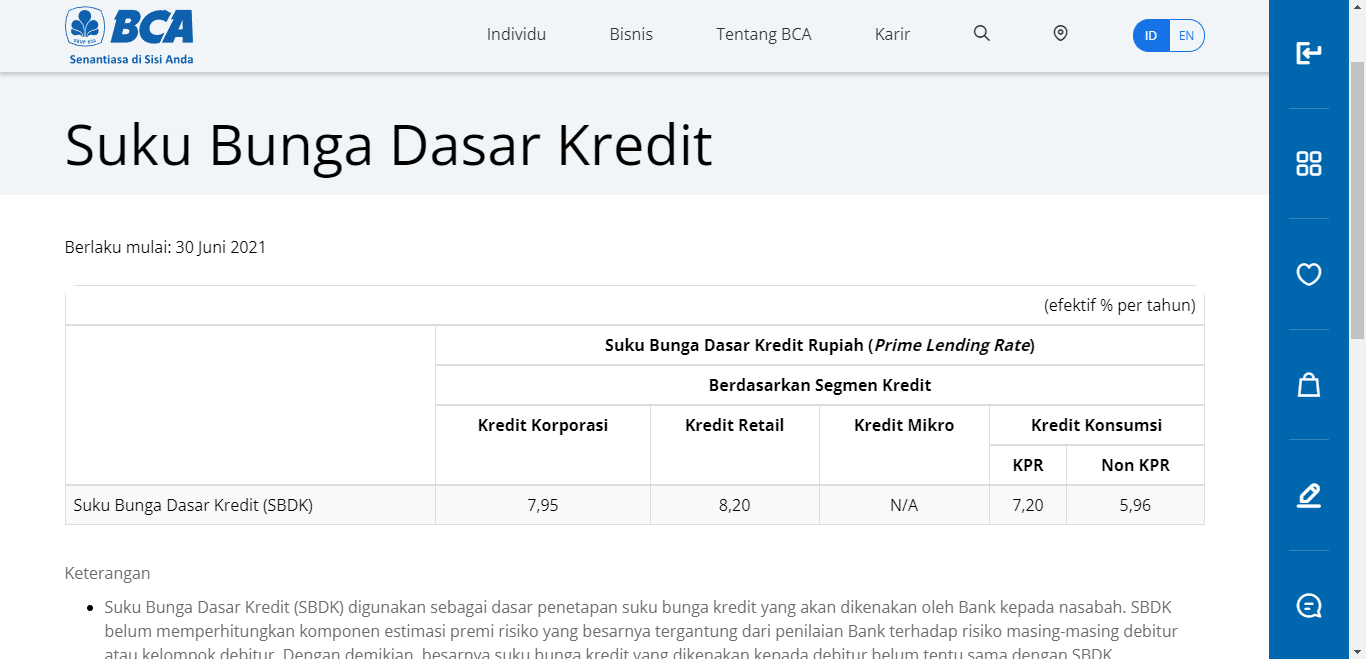 BCA
Senantiasa di Sisi Anda
Individu
Bisnis
Tentang BCA
Karir
ID
EN
Suku Bunga Dasar Kredit
Berlaku mulai: 30 Juni 2021
(efektif % per tahun)
Suku Bunga Dasar Kredit Rupiah (Prime Lending Rate)
Berdasarkan Segmen Kredit
Kredit Korporasi
Kredit Retail
Kredit Mikro
Kredit Konsumsi
KPR
Non KPR
Suku Bunga Dasar Kredit (SBDK)
7,95
8,20
N/A
7,20
5,96
Keterangan
Suku Bunga Dasar Kredit (SBDK) digunakan sebagai dasar penetapan suku bunga kredit yang akan dikenakan oleh Bank kepada nasabah. SBDK
belum memperhitungkan komponen estimasi premi risiko yang besarnya tergantung dari penilaian Bank terhadap risiko masing-masing debitur
atau kelompok debitur. Dengan demikian, besarnya suku bunga kredit yang dikenakan kepada debitur belum tentu sama dengan SBDK